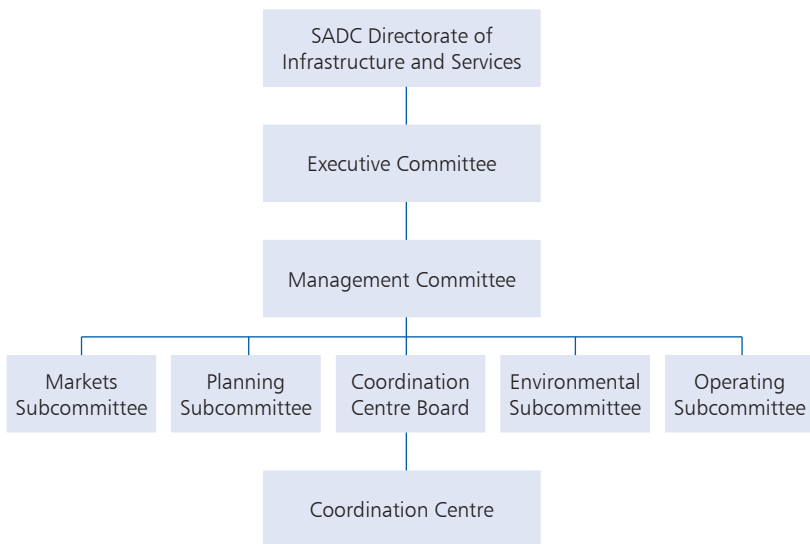 SADC Directorate of
Infrastructure and Services
Executive Committee
Management Committee
Markets
Subcommittee
Planning
Subcommittee
Coordination
Centre Board
Environmental
Subcommittee
Operating
Subcommittee
Coordination Centre